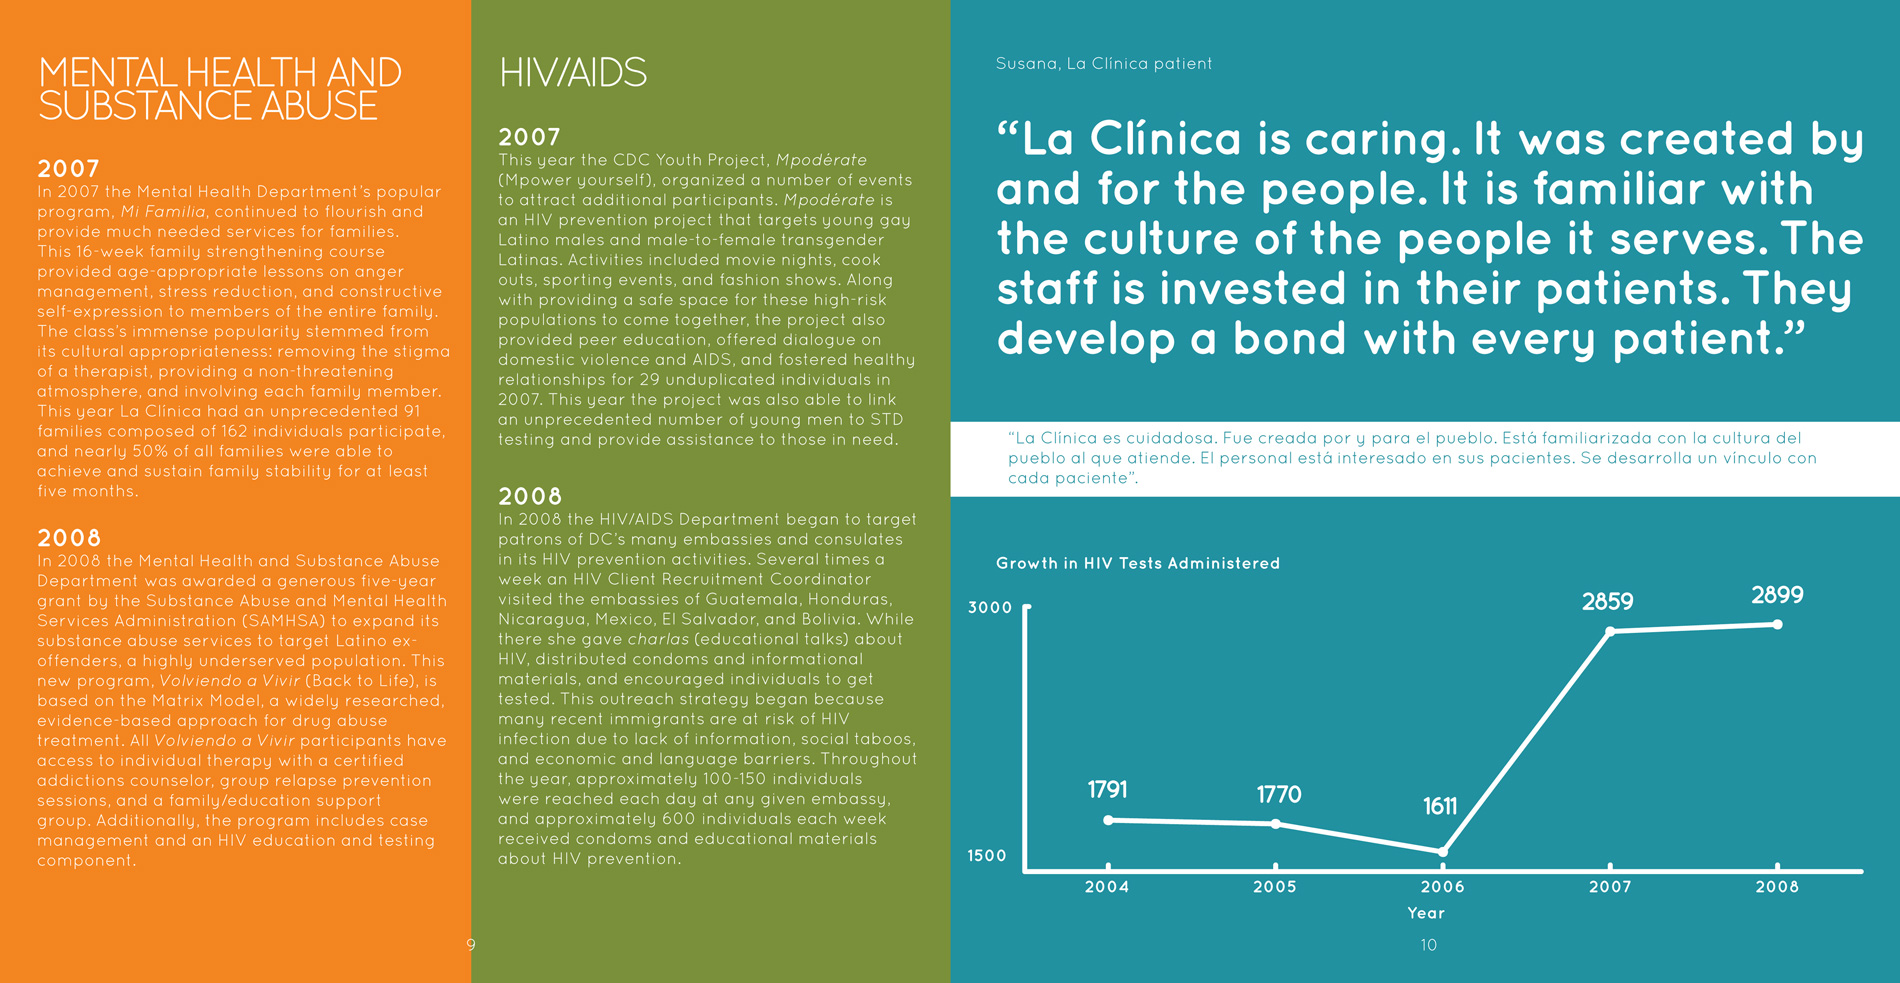 MENTAL HEALTH AND
SUBSTANCE ABUSE
2007
In 2007 the Mental Health Department's popular
program, Mi Familia, continued to flourish and
provide much needed services for families.
This 16-week family strengthening course
provided age-appropriate lessons on anger
management, stress reduction, and constructive
self-expression to members of the entire family.
The class's immense popularity stemmed from
its cultural appropriateness: removing the stigma
of a therapist, providing a non-threatening
atmosphere, and involving each family member.
This year La Clínica had an unprecedented 91
families composed of 162 individuals participate,
and nearly 50% of all families were able to
achieve and sustain family stability for at least
five months.
2008
In 2008 the Mental Health and Substance Abuse
Department was awarded a generous five-year
grant by the Substance Abuse and Mental Health
Services Administration (SAMHSA) to expand its
substance abuse services to target Latino ex-
offenders, a highly underserved population. This
new program, Volviendo a Vivir (Back to Life), is
based on the Matrix Model, a widely researched,
evidence-based approach for drug abuse
treatment. All Volviendo a Vivir participants have
access to individual therapy with a certified
addictions counselor, group relapse prevention
sessions, and a family/education support
group. Additionally, the program includes case
management and an HIV education and testing
component.
9
HIV/AIDS
2007
This year the CDC Youth Project, Mpodérate
(Mpower yourself), organized a number of events
to attract additional participants. Mpodérate is
an HIV prevention project that targets young gay
Latino males and male-to-female transgender
Latinas. Activities included movie nights, cook
outs, sporting events, and fashion shows. Along
with providing a safe space for these high-risk
populations to come together, the project also
provided peer education, offered dialogue on
domestic violence and AIDS, and fostered healthy
relationships for 29 unduplicated individuals in
2007. This year the project was also able to link
an unprecedented number of young men to STD
testing and provide assistance to those in need.
2008
In 2008 the HIV/AIDS Department began to target
patrons of DC's many embassies and consulates
in its HIV prevention activities. Several times a
week an HIV Client Recruitment Coordinator
visited the embassies of Guatemala, Honduras,
Nicaragua, Mexico, El Salvador, and Bolivia. While
there she gave charlas (educational talks) about
HIV, distributed condoms and informational
materials, and encouraged individuals to get
tested. This outreach strategy began because
many recent immigrants are at risk of HIV
infection due to lack of information, social taboos,
and economic and language barriers. Throughout
the year, approximately 100-150 individuals
were reached each day at any given embassy,
and approximately 600 individuals each week
received condoms and educational materials
about HIV prevention.
Susana, La Clínica patient
“La Clínica is caring. It was created by
and for the people. It is familiar with
the culture of the people it serves. The
staff is invested in their patients. They
develop a bond with every patient.”
“La Clínica es cuidadosa. Fue creada por y para el pueblo. Está familiarizada con la cultura del
pueblo al que atiende. El personal está interesado en sus pacientes. Se desarrolla un vínculo con
cada paciente”.
Growth in HIV Tests Administered
3000
1500
1791
1770
1611
2859
2899
2004 2005 2006 2007 2008
Year
10